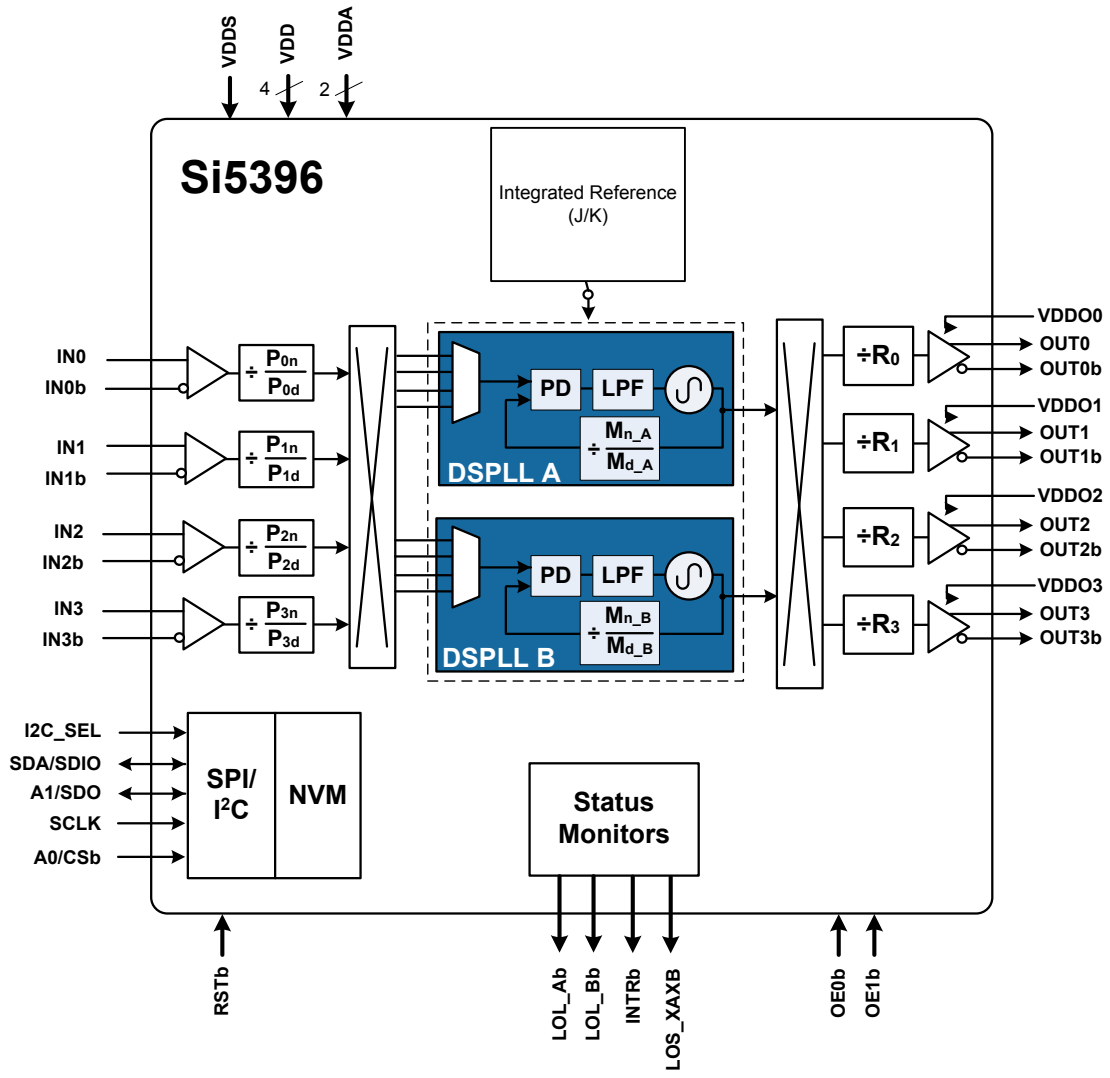 VDDS
VDD
VDDA
4
2
Si5396
Integrated Reference
(J/K)
IN0
IN0b
÷ P0n
P0d
IN1
IN1b
÷ P1n
P1d
IN2
IN2b
÷ P2n
P2d
IN3
IN3b
÷ P3n
P3d
PD
LPF
÷ Mn_A
Md_A
DSPLL A
PD
LPF
÷ Mn_B
Md_B
DSPLL B
÷R0
VDDO0
OUT0
OUT0b
÷R1
VDDO1
OUT1
OUT1b
÷R2
VDDO2
OUT2
OUT2b
÷R3
VDDO3
OUT3
OUT3b
I2C_SEL
SDA/SDIO
A1/SDO
SCLK
A0/CSb
SPI/
I²C
NVM
Status
Monitors
RSTb
LOL_Ab
LOL_Bb
INTRb
LOS_XAXB
OE0b
OE1b